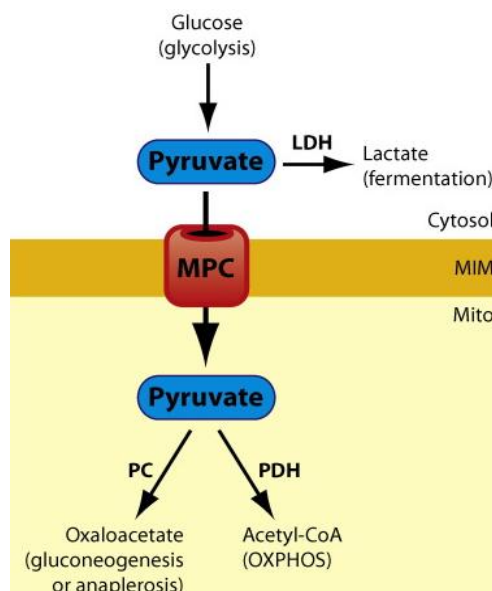 Glucose
(glycolysis)
Pyruvate
LDH
Lactate
(fermentation)
Cytosol
MPC
MIM
Mito
Pyruvate
PC
PDH
Oxaloacetate
(gluconeogenesis
or anaplerosis)
Acetyl-CoA
(OXPHOS)